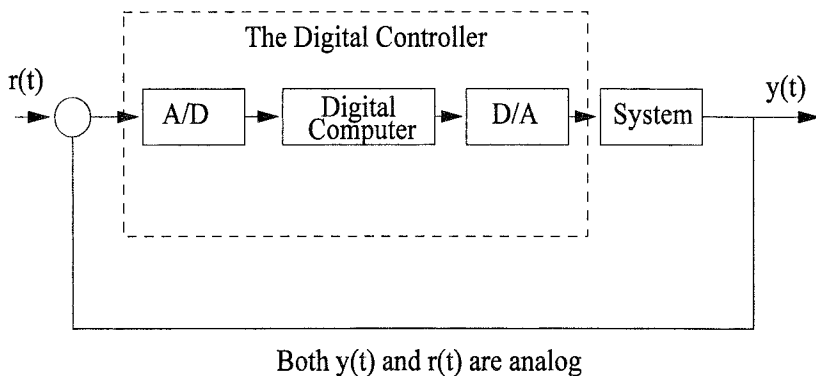 The Digital Controller
r(t)
A/D
Digital
Computer
D/A
System
y(t)
Both y(t) and r(t) are analog